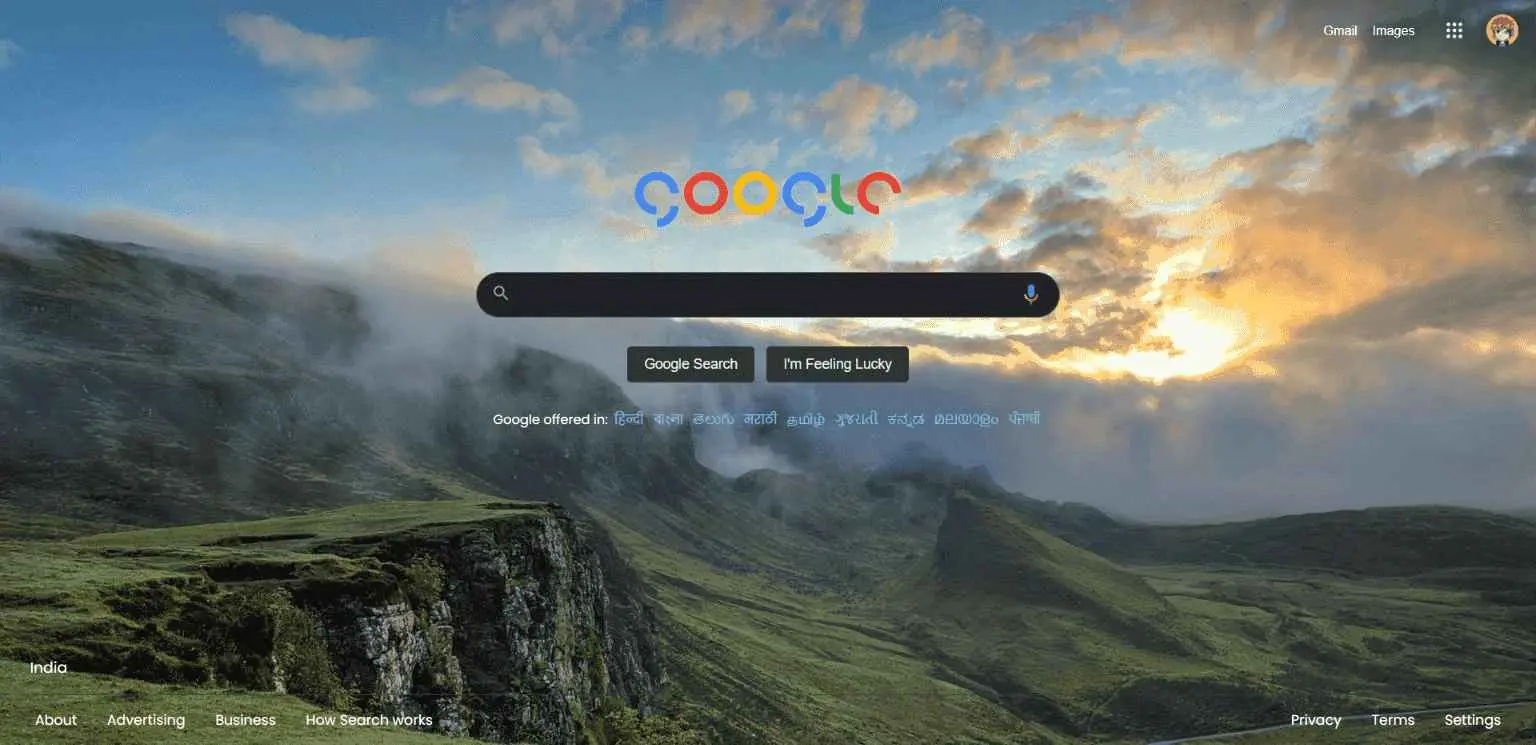 Gmail Images
Google
Google Search I'm Feeling Lucky
Google offered in: हिन्दी বাংলা తెలుగు मराठी தமிழ் ગુજરાતી ಕನ್ನಡ മലയാളം ਪੰਜਾਬੀ
India
About Advertising Business How Search works Privacy Terms Settings